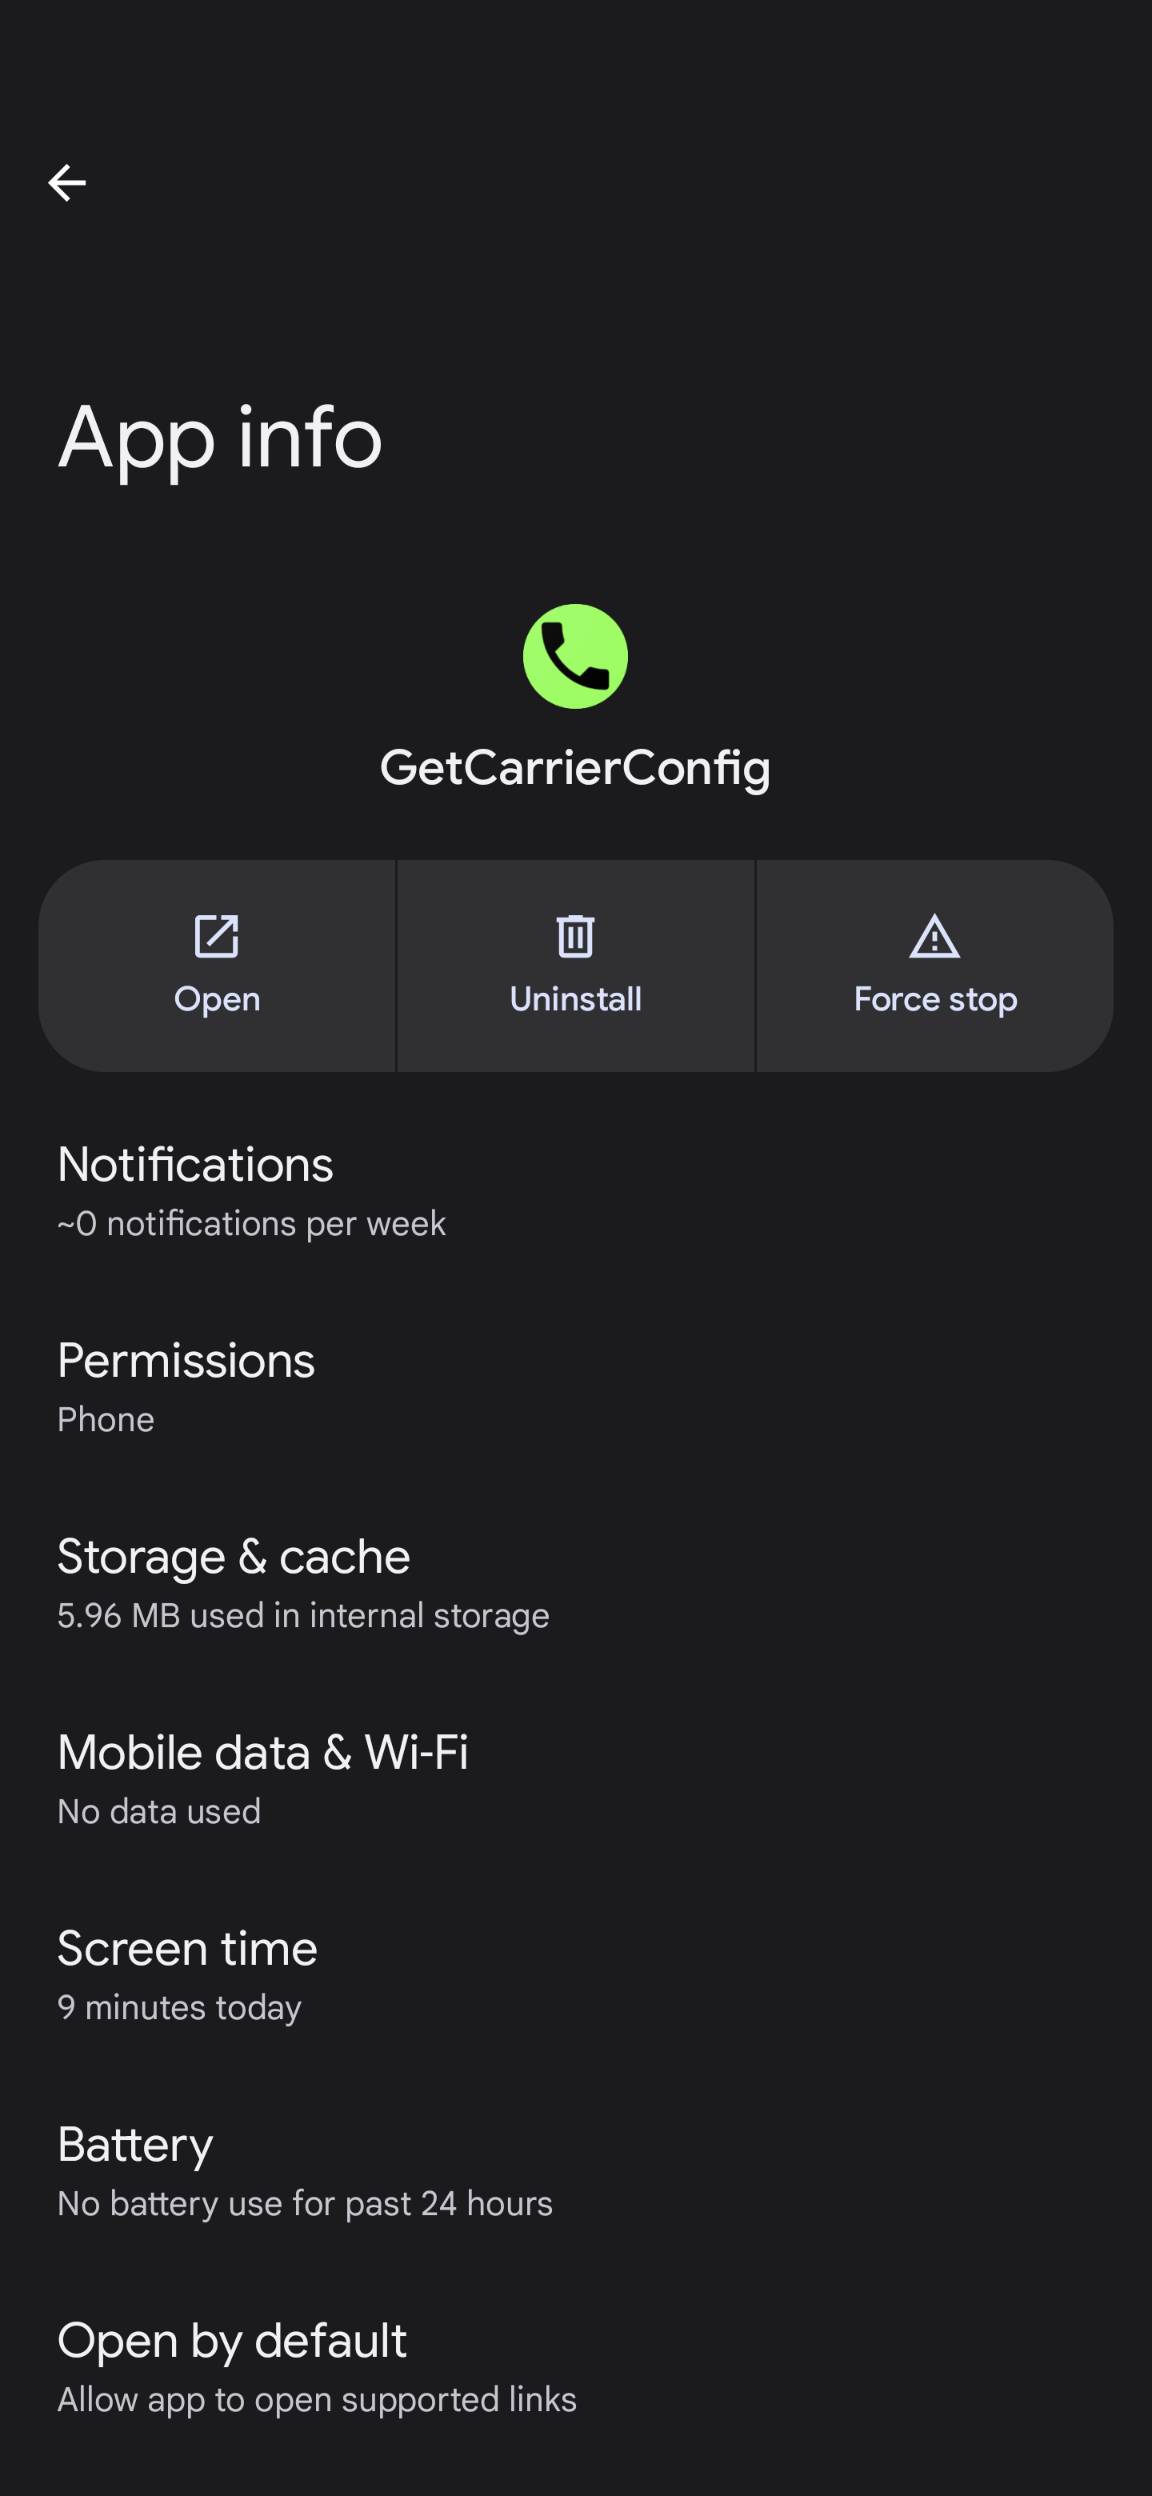 App info
GetCarrierConfig
Open
Uninstall
Force stop
Notifications
~0 notifications per week
Permissions
Phone
Storage & cache
5.96 MB used in internal storage
Mobile data & Wi-Fi
No data used
Screen time
9 minutes today
Battery
No battery use for past 24 hours
Open by default
Allow app to open supported links